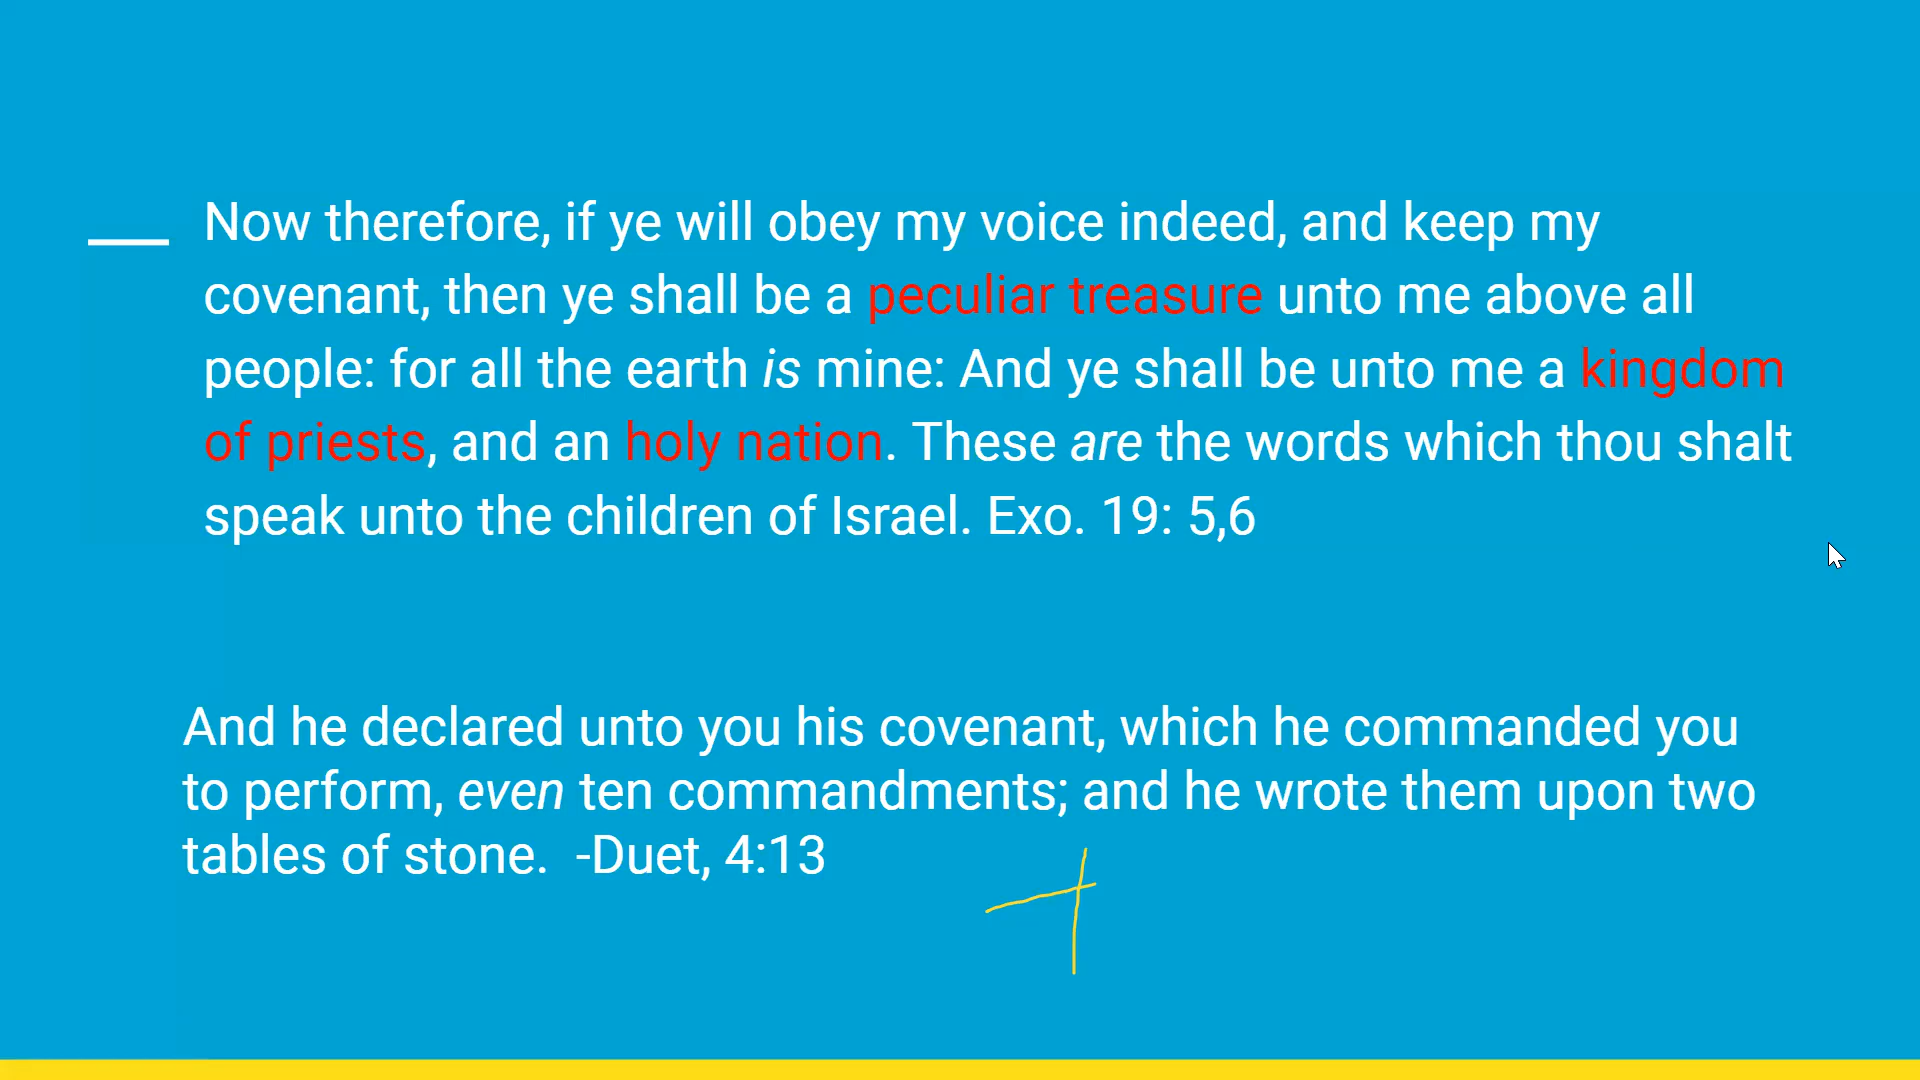 Now therefore, if ye will obey my voice indeed, and keep my
covenant, then ye shall be a peculiar treasure unto me above all
people: for all the earth is mine: And ye shall be unto me a kingdom
of priests, and an holy nation. These are the words which thou shalt
speak unto the children of Israel. Exo. 19: 5,6
And he declared unto you his covenant, which he commanded you
to perform, even ten commandments; and he wrote them upon two
tables of stone.  -Duet, 4:13